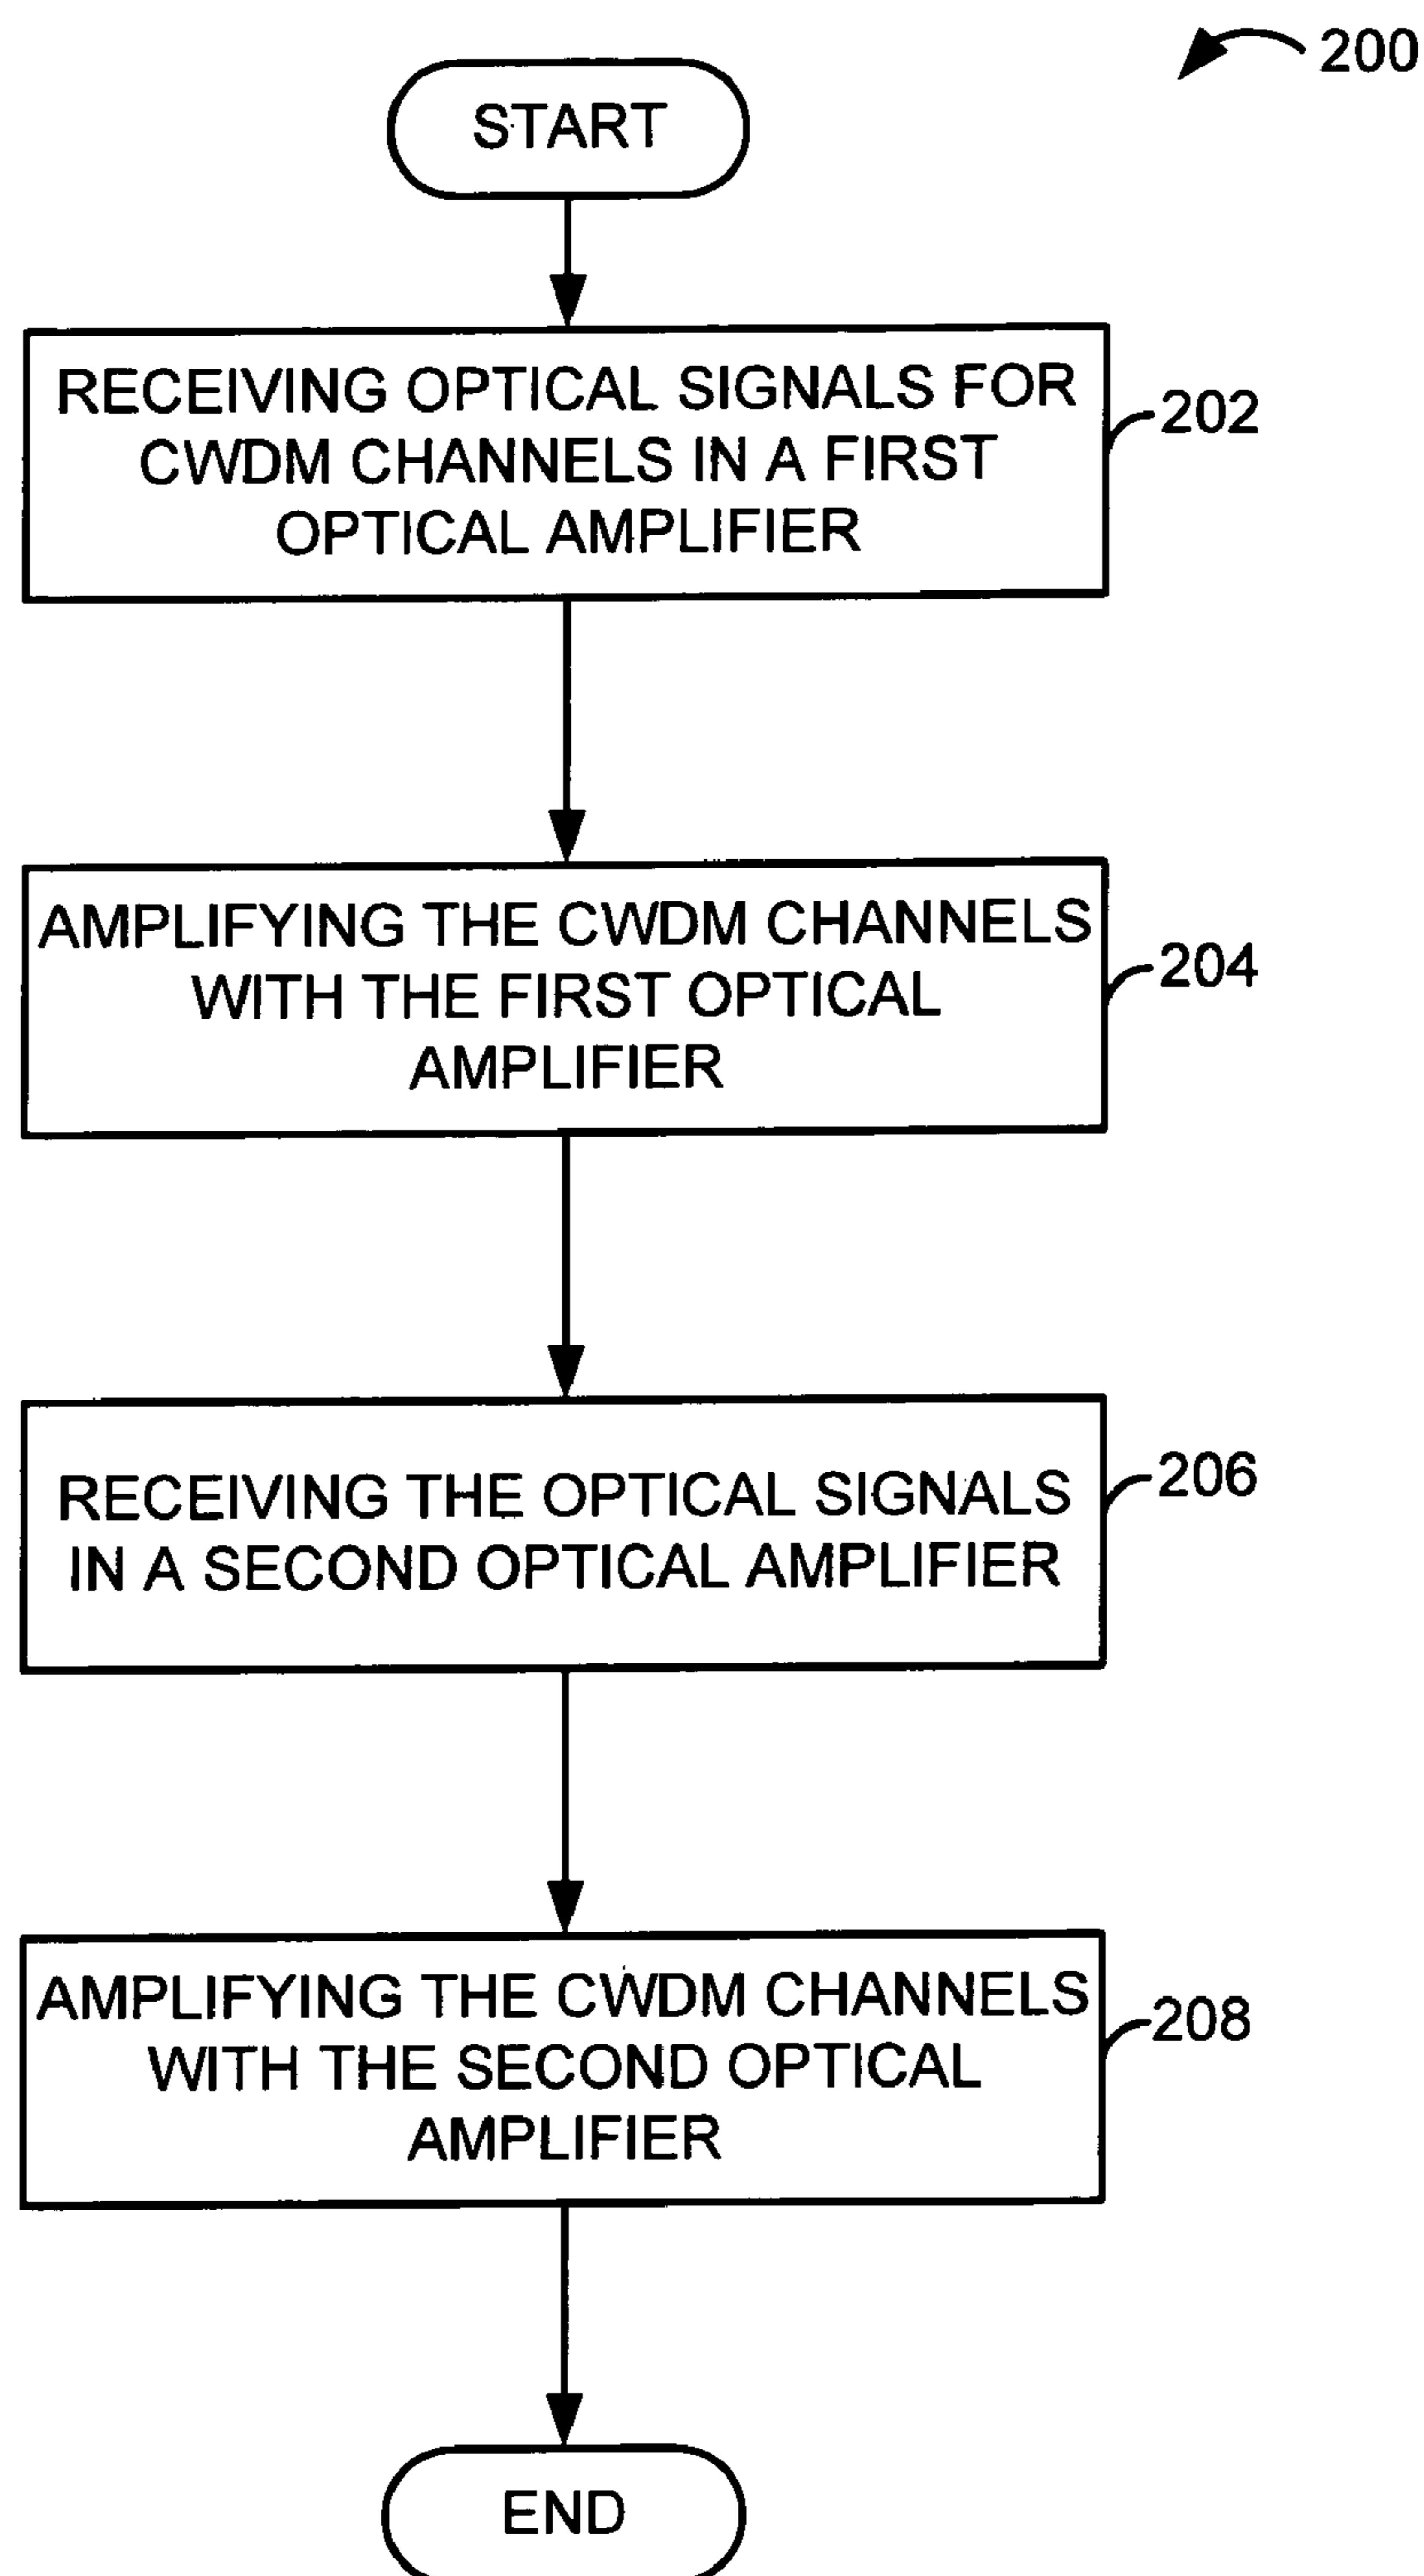 200
START
RECEIVING OPTICAL SIGNALS FOR
CWDM CHANNELS IN A FIRST
OPTICAL AMPLIFIER
202
AMPLIFYING THE CWDM CHANNELS
WITH THE FIRST OPTICAL
AMPLIFIER
204
RECEIVING THE OPTICAL SIGNALS
IN A SECOND OPTICAL AMPLIFIER
206
AMPLIFYING THE CWDM CHANNELS
WITH THE SECOND OPTICAL
AMPLIFIER
208
END